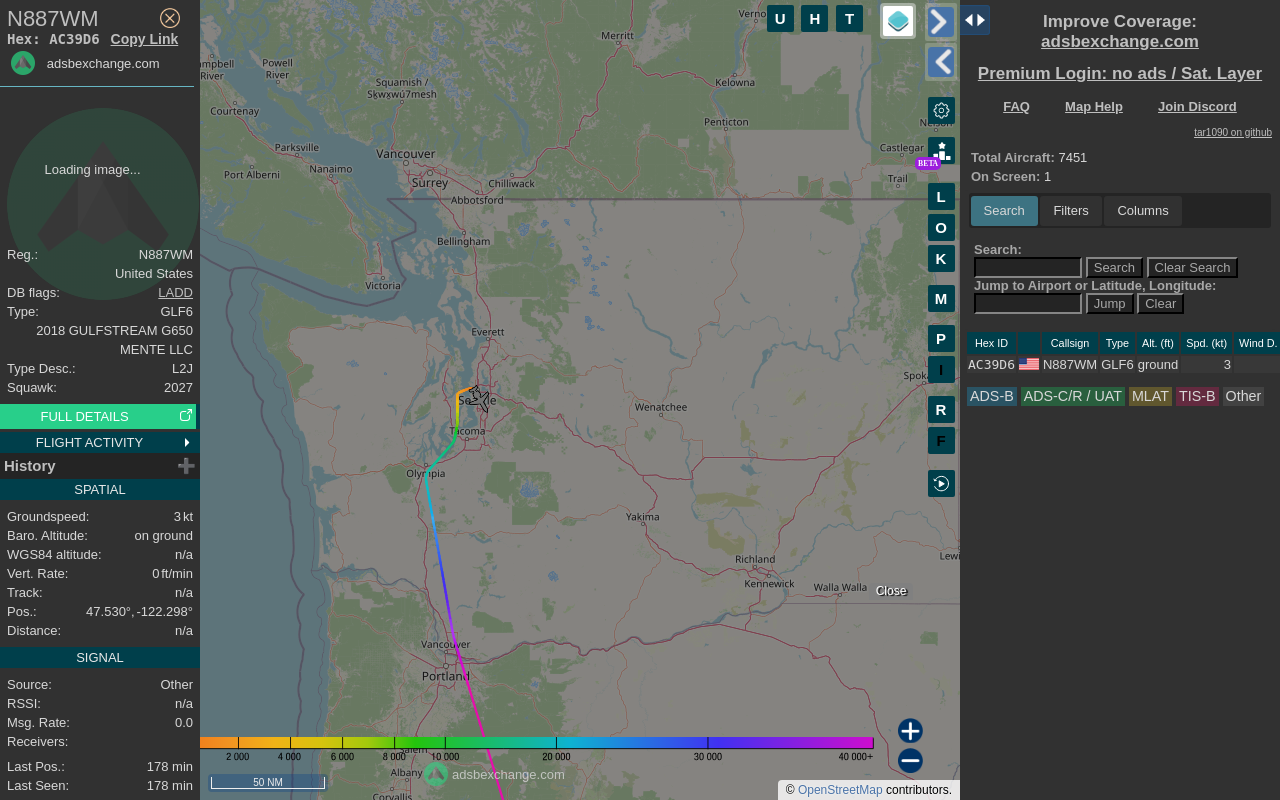 N887WM
Hex: AC39D6 Copy Link
adsbexchange.com
Loading image...
Reg.: N887WM
United States
DB flags: LADD
Type: GLF6
2018 GULFSTREAM G650
MENTE LLC
Type Desc.: L2J
Squawk: 2027
FULL DETAILS
FLIGHT ACTIVITY
History
SPATIAL
Groundspeed: 3 kt
Baro. Altitude: on ground
WGS84 altitude: n/a
Vert. Rate: 0 ft/min
Track: n/a
Pos.: 47.530°, -122.298°
Distance: n/a
SIGNAL
Source: Other
RSSI: n/a
Msg. Rate: 0.0
Receivers:
Last Pos.: 178 min
Last Seen: 178 min
mpbell
River
Powell
River
Squamish /
Sḵwx̱wú7mesh
Merritt
Verno
Kelowna
Courtenay
Penticton
Nelson
Parksville
Vancouver
Castlegar
Port Alberni
Nanaimo
Surrey
Chilliwack
Trail
Abbotsford
Bellingham
Victoria
Everett
Spok
Seattle
Wenatchee
Tacoma
Olympia
Yakima
Richland
Kennewick
Walla Walla
Lewi
Vancouver
Portland
Salem
Albany
Corvallis
U H T
BETA
L
O
K
M
P
I
R
F
Close
2 000 4 000 6 000 8 000 10 000 20 000 30 000 40 000+
adsbexchange.com
50 NM
© OpenStreetMap contributors.
Improve Coverage:
adsbexchange.com
Premium Login: no ads / Sat. Layer
FAQ Map Help Join Discord
tar1090 on github
Total Aircraft: 7451
On Screen: 1
Search Filters Columns
Search:
Search Clear Search
Jump to Airport or Latitude, Longitude:
Jump Clear
Hex ID Callsign Type Alt. (ft) Spd. (kt) Wind D.
AC39D6 N887WM GLF6 ground 3
ADS-B ADS-C/R / UAT MLAT TIS-B Other